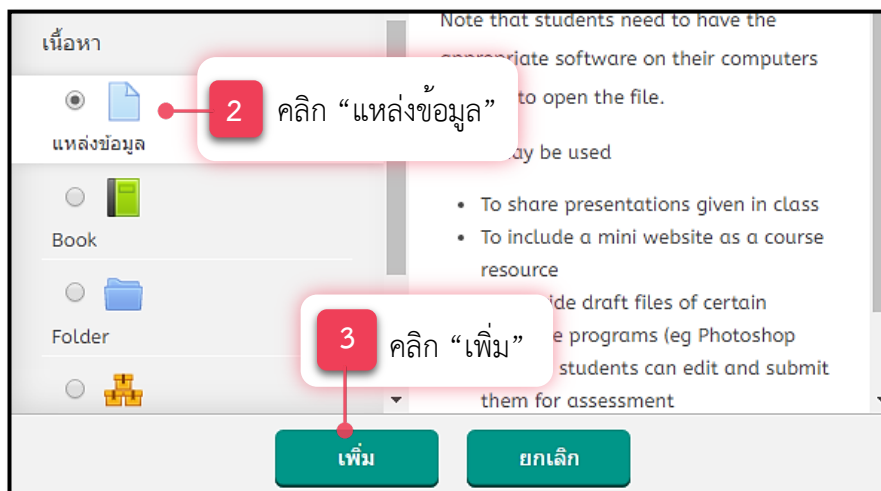 เนื้อหา
แหล่งข้อมูล
Book
Folder
2 คลิก “แหล่งข้อมูล”
3 คลิก “เพิ่ม”
Note that students need to have the
software on their computers
to open the file.
be used
• To share presentations given in class
• To include a mini website as a course
resource
draft files of certain
programs (eg Photoshop
students can edit and submit
them for assessment
เพิ่ม
ยกเลิก